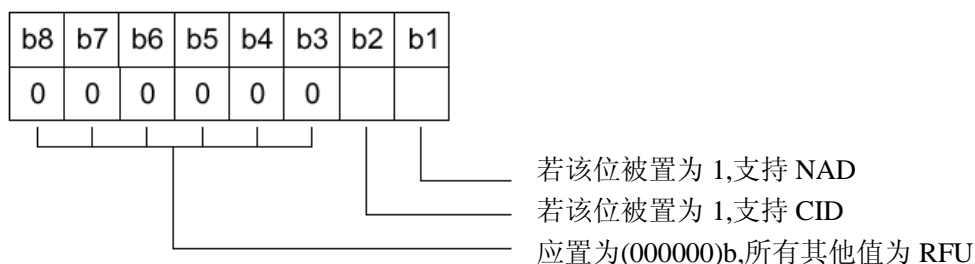 b8 b7 b6 b5 b4 b3 b2 b1
0 0 0 0 0 0
若该位被置为 1,支持 NAD
若该位被置为 1,支持 CID
应置为(000000)b,所有其他值为 RFU